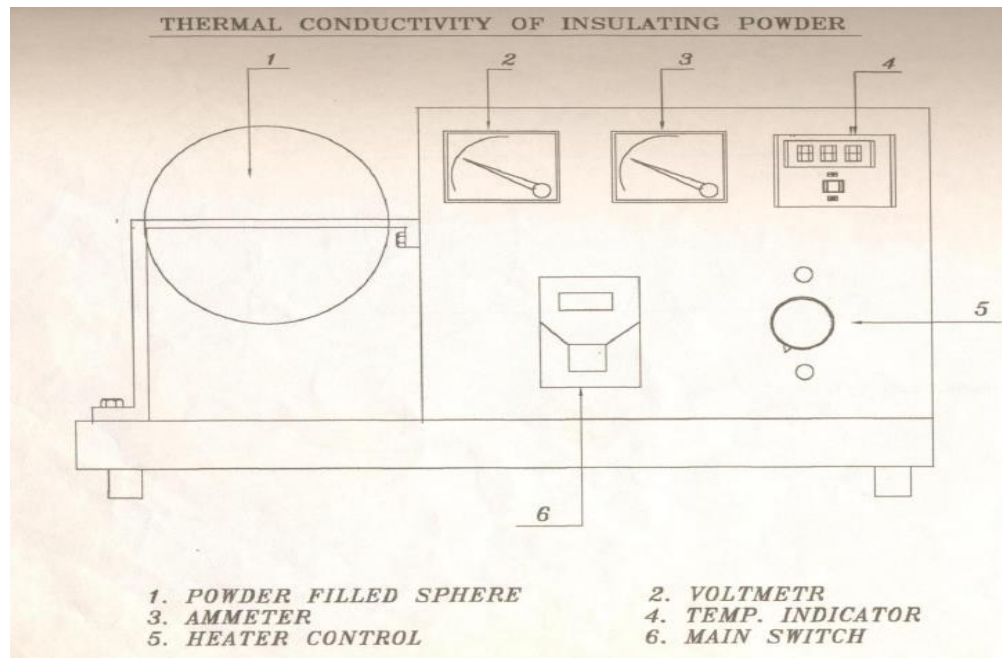 THERMAL CONDUCTIVITY OF INSULATING POWDER
1 2 3 4
5
6
1. POWDER FILLED SPHERE 2. VOLTMETR
3. AMMETER 4. TEMP. INDICATOR
5. HEATER CONTROL 6. MAIN SWITCH